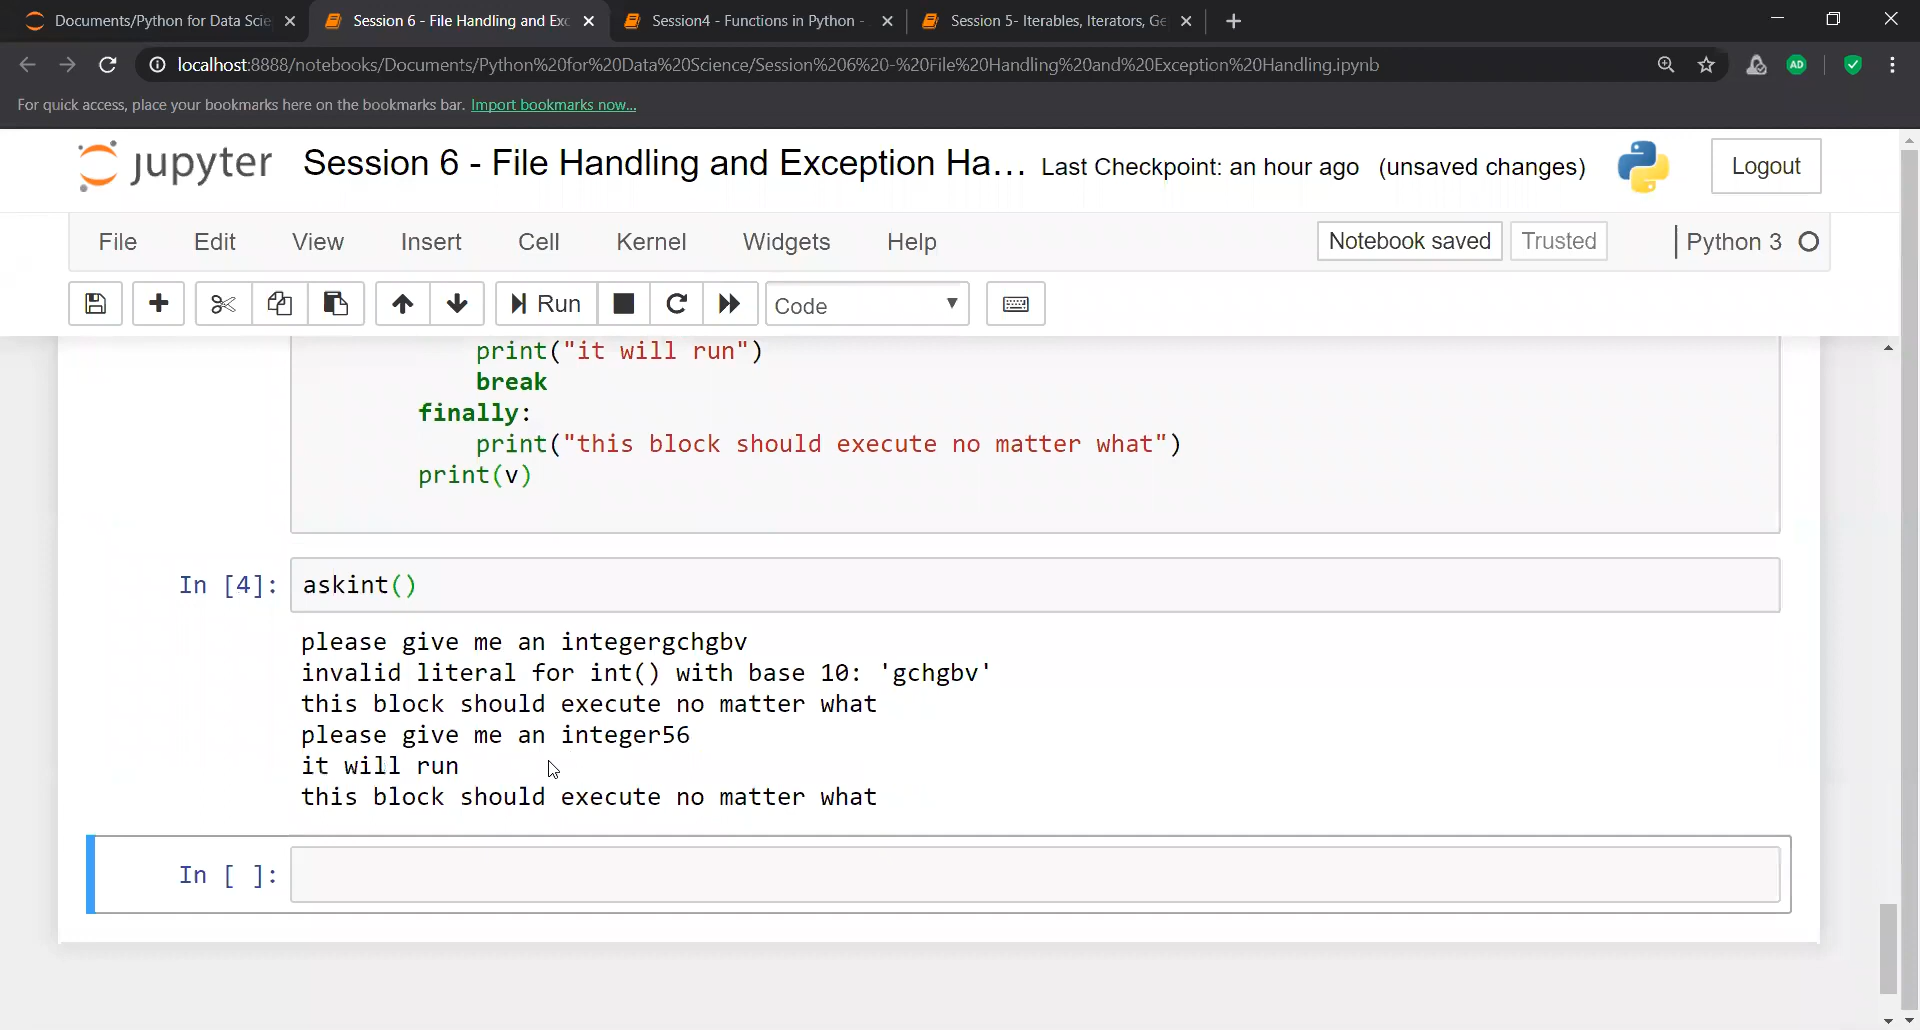 Documents/Python for Data Scie
Session 6 - File Handling and Exc
Session4 - Functions in Python -
Session 5- Iterables, Iterators, Ge
localhost:8888/notebooks/Documents/Python%20for%20Data%20Science/Session%206%20-%20File%20Handling%20and%20Exception%20Handling.ipynb
AD
For quick access, place your bookmarks here on the bookmarks bar. Import bookmarks now...
jupyter Session 6 - File Handling and Exception Ha... Last Checkpoint: an hour ago (unsaved changes) Logout
File Edit View Insert Cell Kernel Widgets Help Notebook saved Trusted Python 3
Run Code
print("it will run")
break
finally:
print("this block should execute no matter what")
print(v)
In [4]: askint()
please give me an integergchgbv
invalid literal for int() with base 10: 'gchgbv'
this block should execute no matter what
please give me an integer56
it will run
this block should execute no matter what
In [ ]: